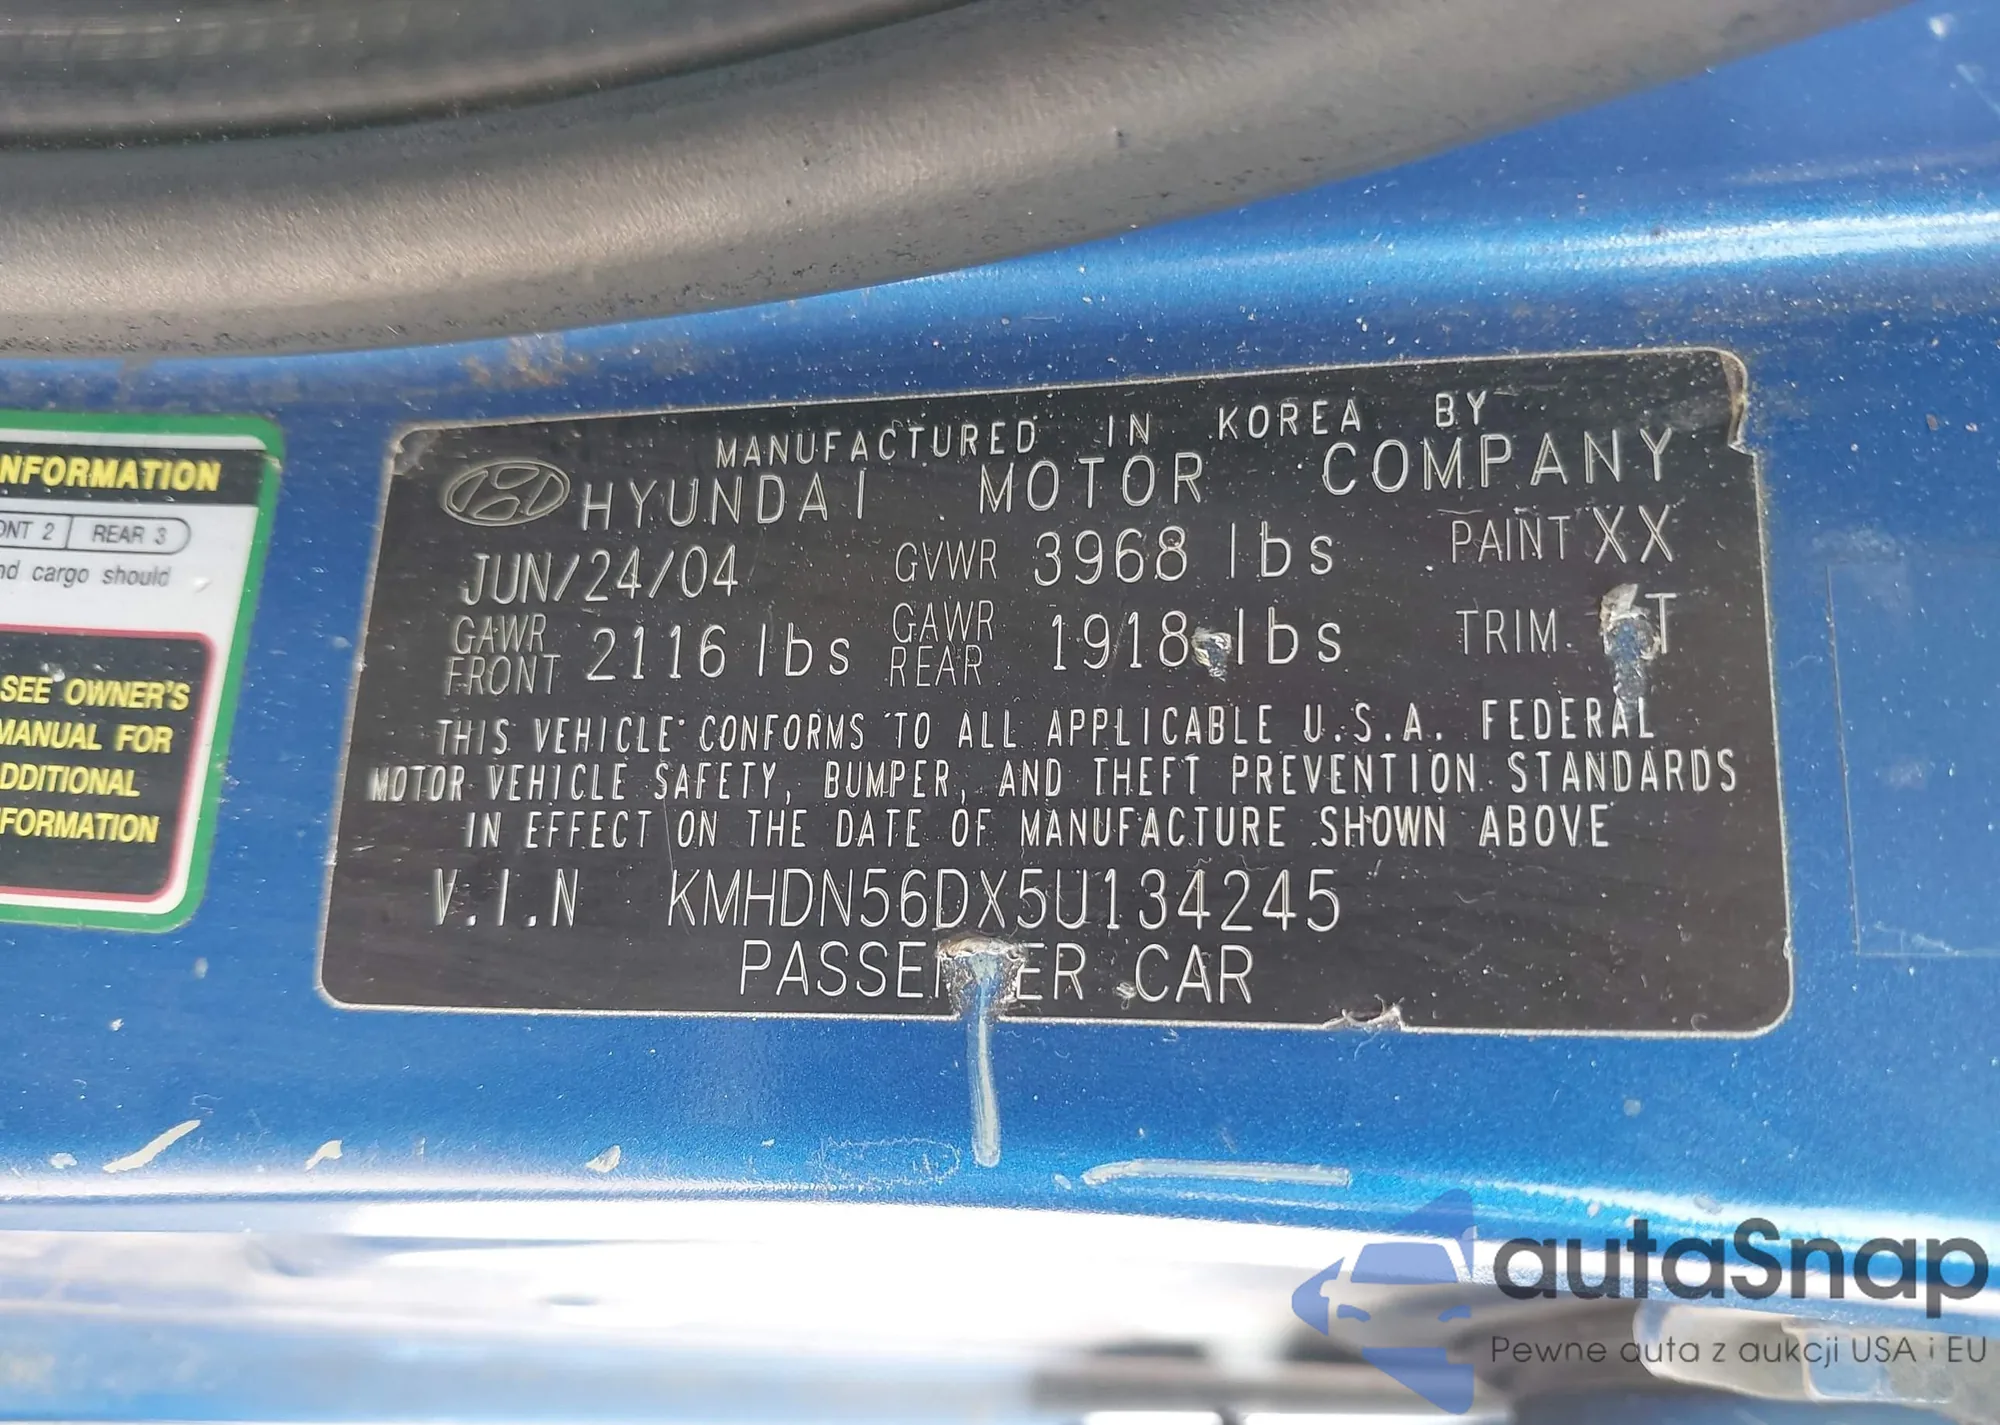 NFORMATION
ONT 2 REAR 3
nd cargo should
SEE OWNER'S
MANUAL FOR
DDITIONAL
FORMATION
MANUFACTURED IN KOREA BY
HYUNDAI MOTOR COMPANY
JUN/24/04 GVWR 3968 lbs PAINT XX
GAWR FRONT 2116 lbs GAWR REAR 1918 lbs TRIM T
THIS VEHICLE CONFORMS TO ALL APPLICABLE U.S.A. FEDERAL
MOTOR VEHICLE SAFETY, BUMPER, AND THEFT PREVENTION STANDARDS
IN EFFECT ON THE DATE OF MANUFACTURE SHOWN ABOVE
V.I.N KMHDN56DX5U134245
PASSENGER CAR
autaSnap
Pewne auta z aukcji USA i EU